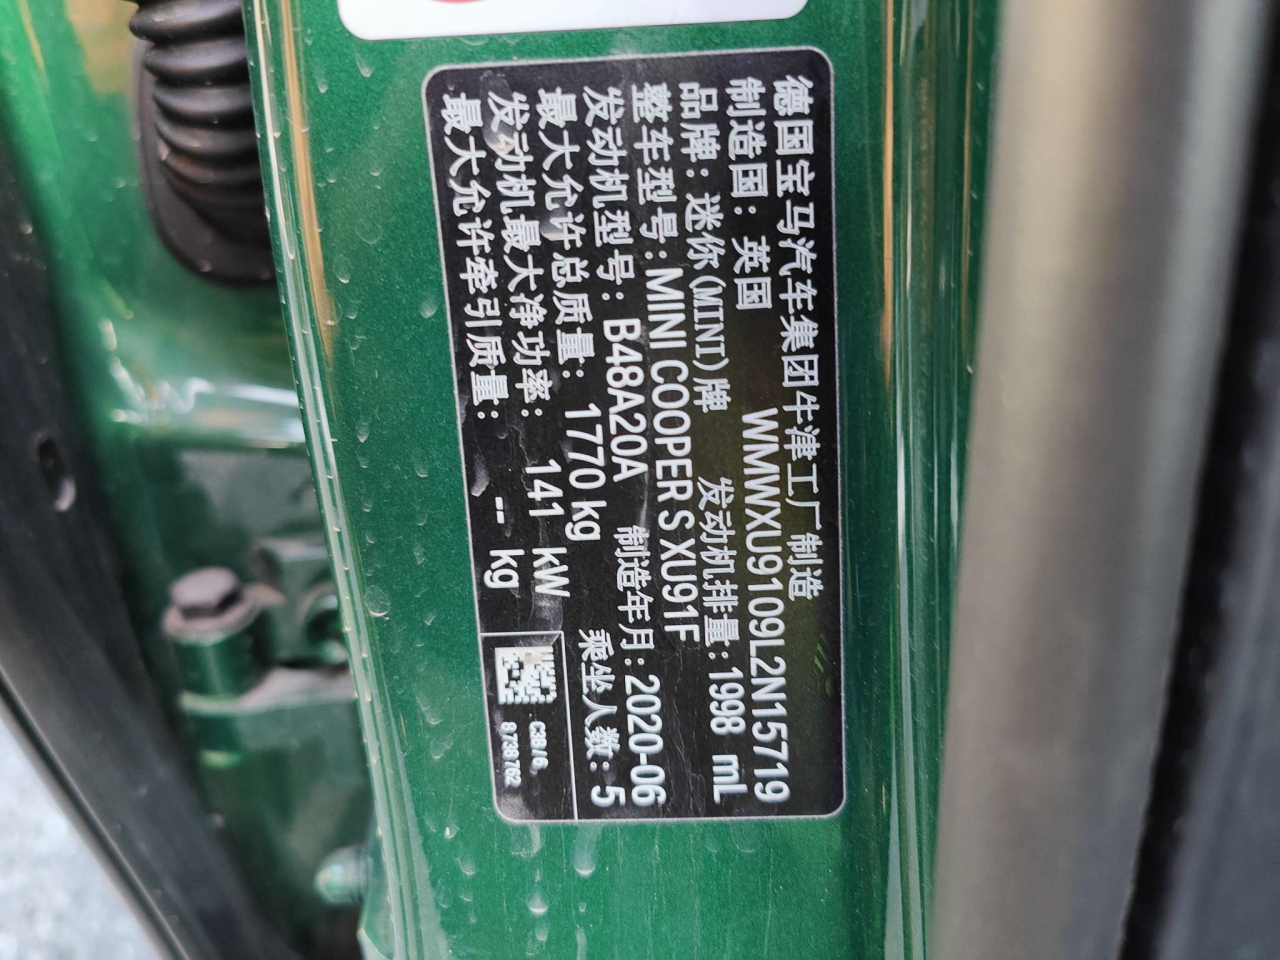 德国宝马汽车集团牛津工厂制造
制造国：英国 WMWXU9109L2N15719
品牌：迷你(MINI)牌 发动机排量：1998 mL
整车型号：MINI COOPER S XU91F
发动机型号：B48A20A 制造年月：2020-06
最大允许总质量：1770 kg 乘坐人数：5
发动机最大净功率：141 kW
最大允许牵引质量：-- kg
C3B/6.
8 738 762